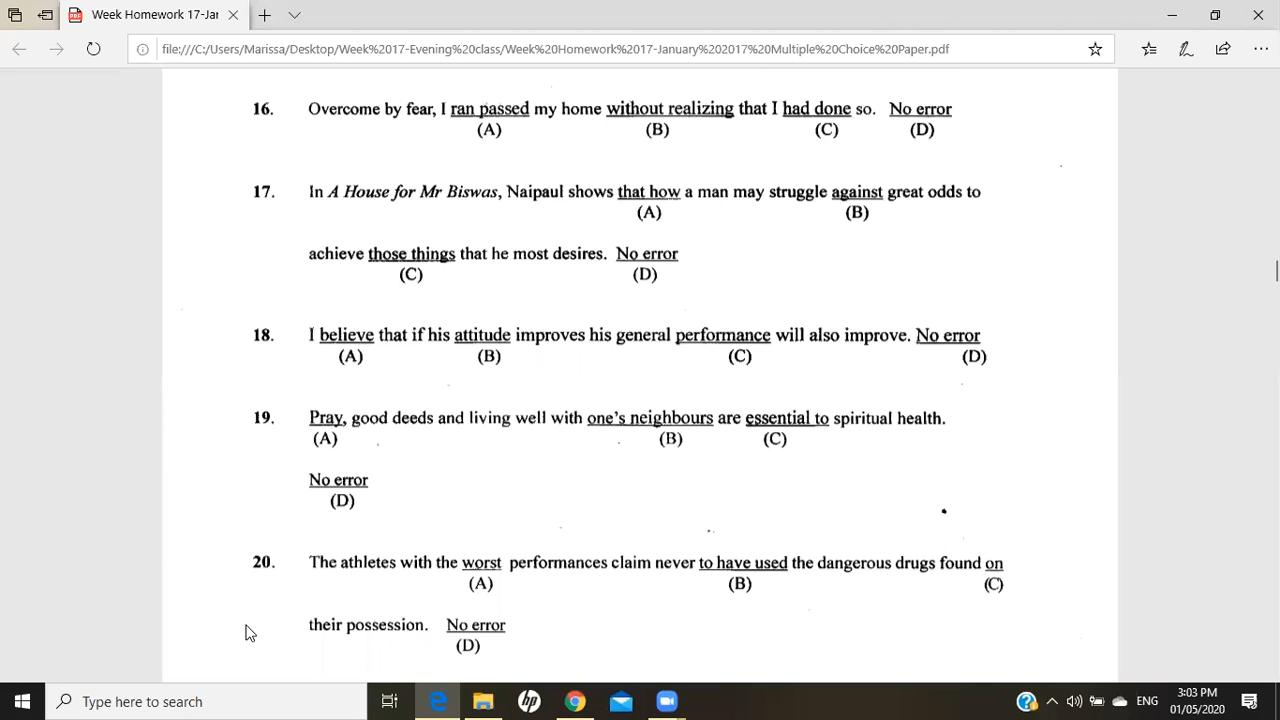 Week Homework 17-Jar
file:///C:/Users/Marissa/Desktop/Week%2017-Evening%20class/Week%20Homework%2017-January%202017%20Multiple%20Choice%20Paper.pdf
16. Overcome by fear, I ran passed my home without realizing that I had done so. No error
(A) (B) (C) (D)
17. In A House for Mr Biswas, Naipaul shows that how a man may struggle against great odds to
(A) (B)
achieve those things that he most desires. No error
(C) (D)
18. I believe that if his attitude improves his general performance will also improve. No error
(A) (B) (C) (D)
19. Pray, good deeds and living well with one's neighbours are essential to spiritual health.
(A) (B) (C)
No error
(D)
20. The athletes with the worst performances claim never to have used the dangerous drugs found on
(A) (B) (C)
their possession. No error
(D)
Type here to search
hp
ENG
3:03 PM
01/05/2020